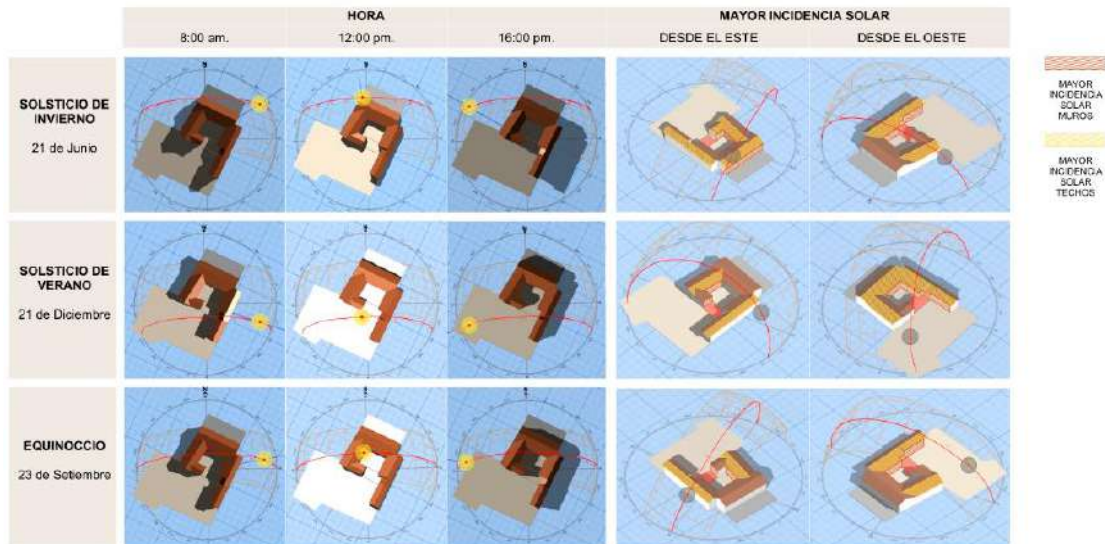 HORA
MAYOR INCIDENCIA SOLAR
8:00 am.
12:00 pm.
16:00 pm.
DESDE EL ESTE
DESDE EL OESTE
SOLSTICIO DE
INVIERNO
21 de Junio
SOLSTICIO DE
VERANO
21 de Diciembre
EQUINOCCIO
23 de Setiembre
MAYOR
INCIDENCIA
SOLAR
MUROS
MAYOR
INCIDENCIA
SOLAR
TECHOS